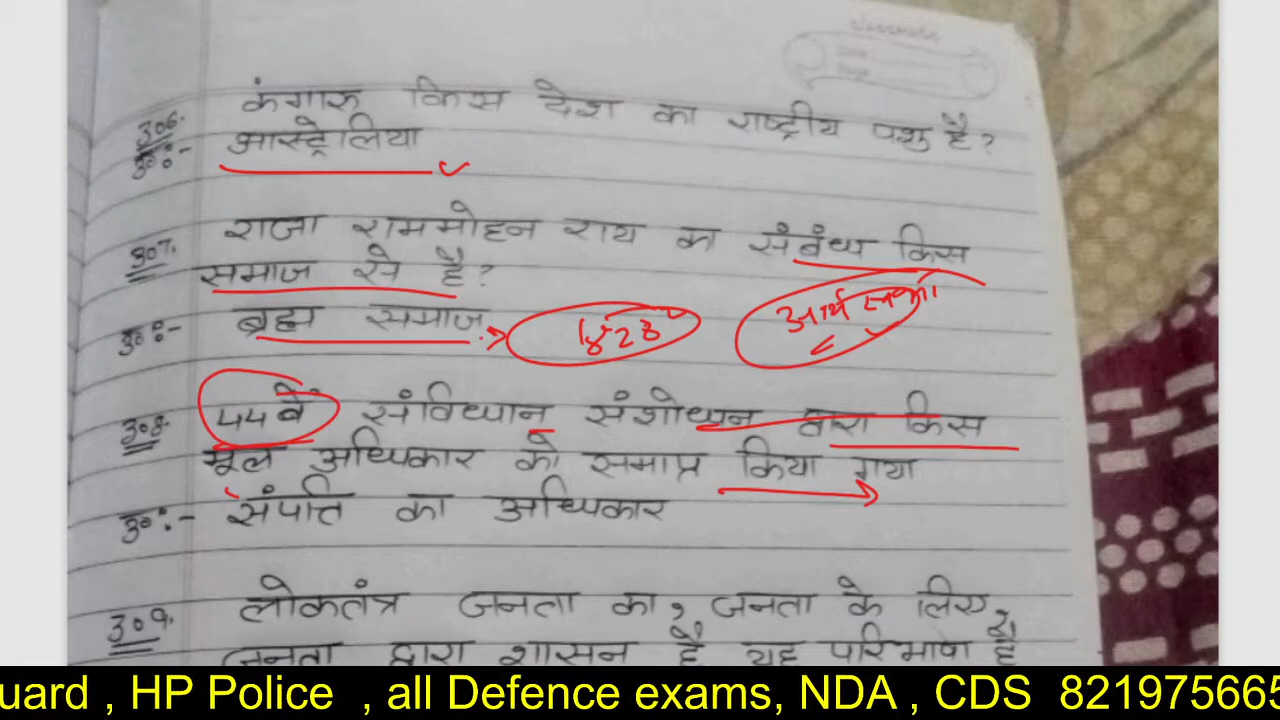 306. कंगारू किस देश का राष्ट्रीय पशु है?
उ०:- आस्ट्रेलिया
307. राजा राममोहन राय का संबंध किस
समाज से है?
उ०:- ब्रह्म समाज 1828
308. 44वें संविधान संशोधन द्वारा किस
मूल अधिकार को समाप्त किया गया
उ०:- संपत्ति का अधिकार
309. लोकतंत्र जनता का, जनता के लिए,
जनता द्वारा शासन है यह परिभाषा है
uard , HP Police , all Defence exams, NDA , CDS 821975665